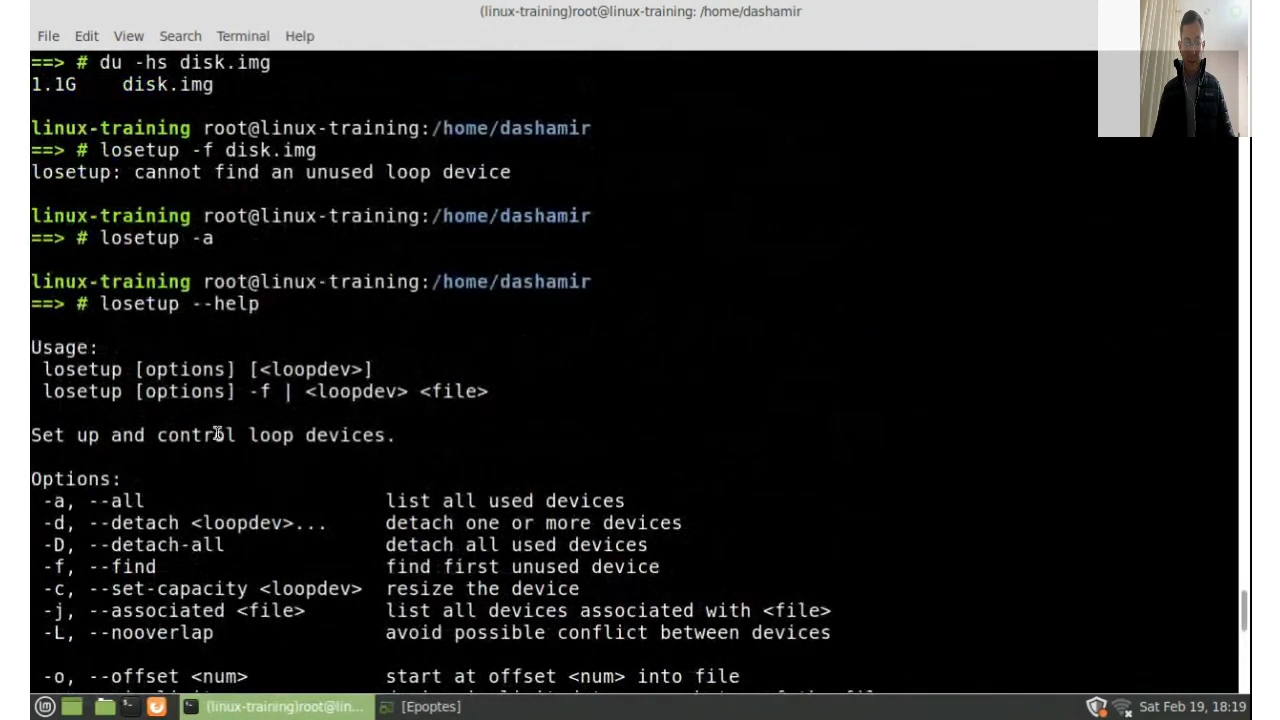 (linux-training)root@linux-training: /home/dashamir
File Edit View Search Terminal Help
==> # du -hs disk.img
1.1G    disk.img
linux-training root@linux-training:/home/dashamir
==> # losetup -f disk.img
losetup: cannot find an unused loop device
linux-training root@linux-training:/home/dashamir
==> # losetup -a
linux-training root@linux-training:/home/dashamir
==> # losetup --help
Usage:
losetup [options] [<loopdev>]
losetup [options] -f | <loopdev> <file>
Set up and control loop devices.
Options:
-a, --all                     list all used devices
-d, --detach <loopdev>...     detach one or more devices
-D, --detach-all              detach all used devices
-f, --find                    find first unused device
-c, --set-capacity <loopdev>  resize the device
-j, --associated <file>       list all devices associated with <file>
-L, --nooverlap               avoid possible conflict between devices
-o, --offset <num>            start at offset <num> into file
(linux-training)root@lin... [Epoptes] Sat Feb 19, 18:19